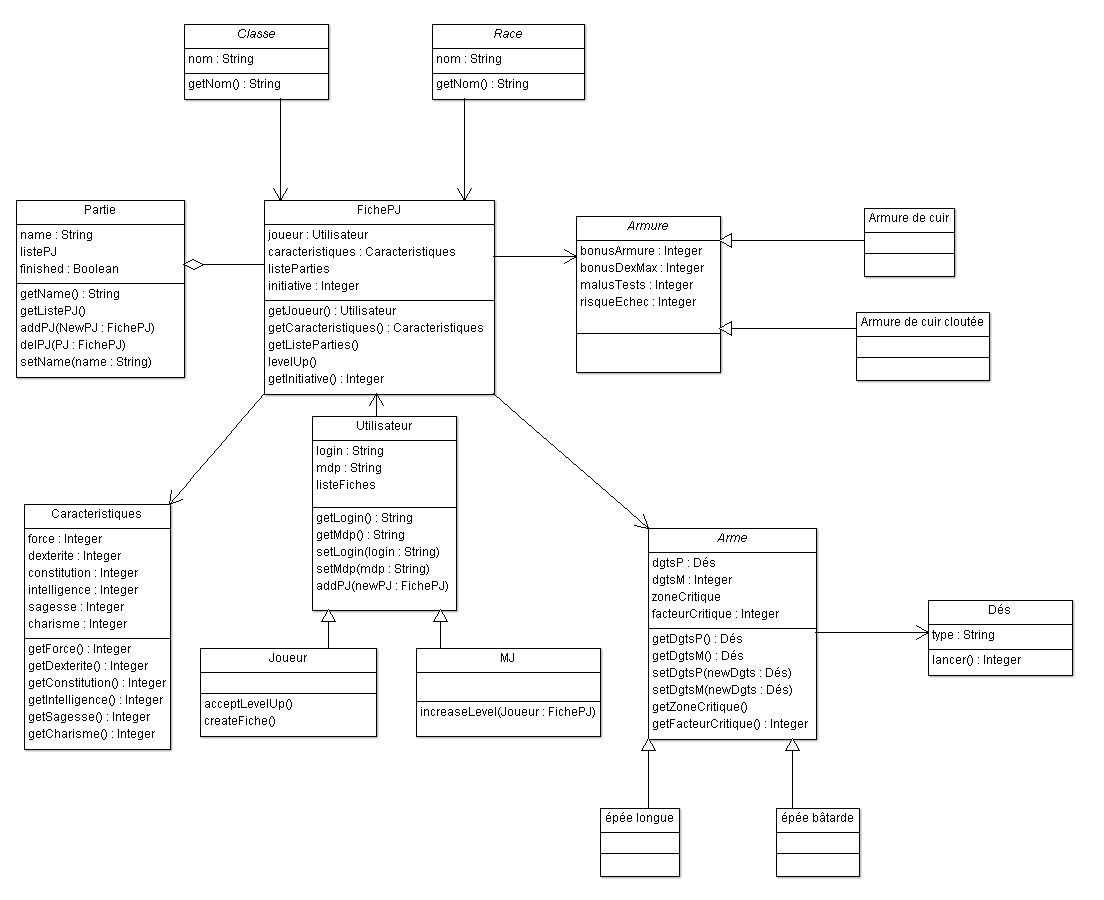 Classe
nom : String
getNom() : String
Race
nom : String
getNom() : String
Partie
name : String
listePJ
finished : Boolean
getName() : String
getListePJ()
addPJ(NewPJ : FichePJ)
delPJ(PJ : FichePJ)
setName(name : String)
FichePJ
joueur : Utilisateur
caracteristiques : Caracteristiques
listeParties
initiative : Integer
getJoueur() : Utilisateur
getCaracteristiques() : Caracteristiques
getListeParties()
levelUp()
getInitiative() : Integer
Armure
bonusArmure : Integer
bonusDexMax : Integer
malusTests : Integer
risqueEchec : Integer
Armure de cuir
Armure de cuir cloutée
Utilisateur
login : String
mdp : String
listeFiches
getLogin() : String
getMdp() : String
setLogin(login : String)
setMdp(mdp : String)
addPJ(newPJ : FichePJ)
Caracteristiques
force : Integer
dexterite : Integer
constitution : Integer
intelligence : Integer
sagesse : Integer
charisme : Integer
getForce() : Integer
getDexterite() : Integer
getConstitution() : Integer
getIntelligence() : Integer
getSagesse() : Integer
getCharisme() : Integer
Joueur
acceptLevelUp()
createFiche()
MJ
increaseLevel(Joueur : FichePJ)
Arme
dgtsP : Dés
dgtsM : Integer
zoneCritique
facteurCritique : Integer
getDgtsP() : Dés
getDgtsM() : Dés
setDgtsP(newDgts : Dés)
setDgtsM(newDgts : Dés)
getZoneCritique()
getFacteurCritique() : Integer
Dés
type : String
lancer() : Integer
épée longue
épée bâtarde